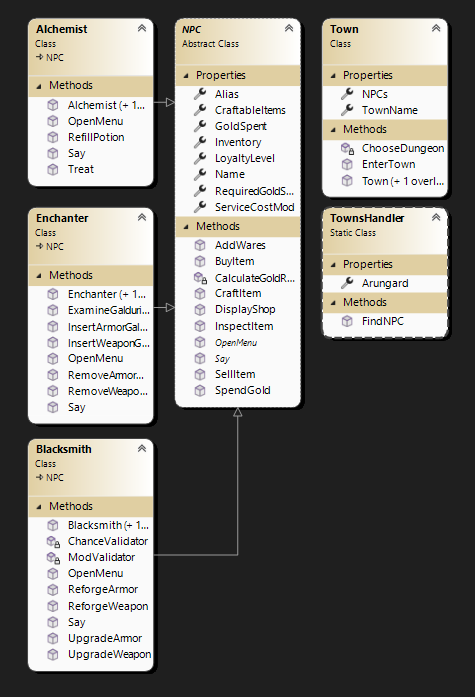 Alchemist
Class
→ NPC
Methods
Alchemist (+ 1...
OpenMenu
RefillPotion
Say
Treat
NPC
Abstract Class
Properties
Alias
CraftableItems
GoldSpent
Inventory
LoyaltyLevel
Name
RequiredGoldS...
ServiceCostMod
Methods
AddWares
BuyItem
CalculateGoldR...
CraftItem
DisplayShop
InspectItem
OpenMenu
Say
SellItem
SpendGold
Town
Class
Properties
NPCs
TownName
Methods
ChooseDungeon
EnterTown
Town (+ 1 overl...
TownsHandler
Static Class
Properties
Arungard
Methods
FindNPC
Enchanter
Class
→ NPC
Methods
Enchanter (+ 1...
ExamineGalduri...
InsertArmorGal...
InsertWeaponG...
OpenMenu
RemoveArmor...
RemoveWeapo...
Say
Blacksmith
Class
→ NPC
Methods
Blacksmith (+ 1...
ChanceValidator
ModValidator
OpenMenu
ReforgeArmor
ReforgeWeapon
Say
UpgradeArmor
UpgradeWeapon